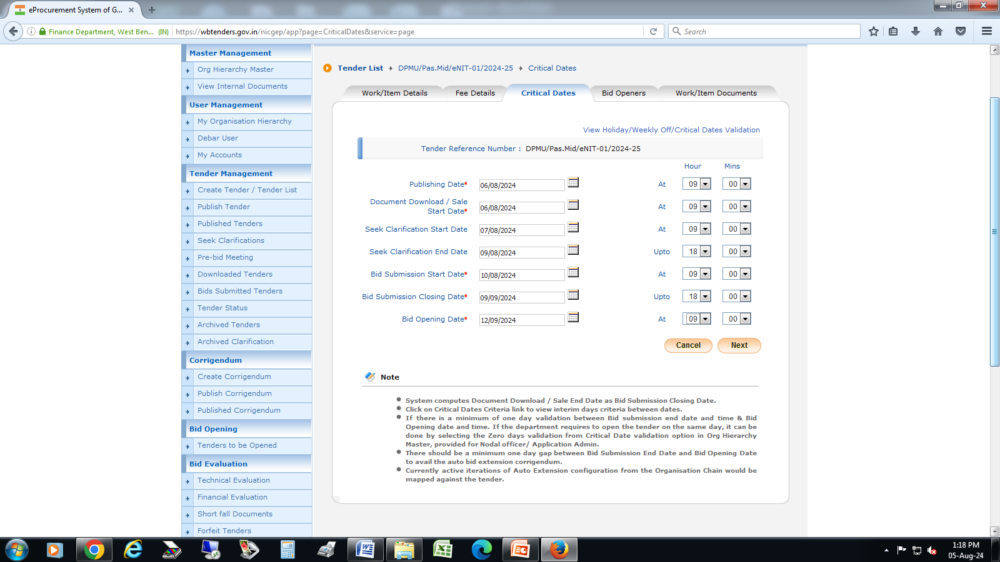 eProcurement System of G...
Finance Department, West Ben... (IN)
https://wbtenders.gov.in/nicgep/app?page=CriticalDates&service=page
Search
Master Management
Org Hierarchy Master
View Internal Documents
User Management
My Organisation Hierarchy
Debar User
My Accounts
Tender Management
Create Tender / Tender List
Publish Tender
Published Tenders
Seek Clarifications
Pre-bid Meeting
Downloaded Tenders
Bids Submitted Tenders
Tender Status
Archived Tenders
Archived Clarification
Corrigendum
Create Corrigendum
Publish Corrigendum
Published Corrigendum
Bid Opening
Tenders to be Opened
Bid Evaluation
Technical Evaluation
Financial Evaluation
Short fall Documents
Forfeit Tenders
Tender List DPMU/Pas.Mid/eNIT-01/2024-25 Critical Dates
Work/Item Details Fee Details Critical Dates Bid Openers Work/Item Documents
View Holiday/Weekly Off/Critical Dates Validation
Tender Reference Number : DPMU/Pas.Mid/eNIT-01/2024-25
Hour Mins
Publishing Date* 06/08/2024 At 09 00
Document Download / Sale
Start Date* 06/08/2024 At 09 00
Seek Clarification Start Date 07/08/2024 At 09 00
Seek Clarification End Date 09/08/2024 Upto 18 00
Bid Submission Start Date* 10/08/2024 At 09 00
Bid Submission Closing Date* 09/09/2024 Upto 18 00
Bid Opening Date* 12/09/2024 At 09 00
Cancel Next
Note
System computes Document Download / Sale End Date as Bid Submission Closing Date.
Click on Critical Dates Criteria link to view interim days criteria between dates.
If there is a minimum of one day validation between Bid submission end date and time & Bid
Opening date and time. If the department requires to open the tender on the same day, it can be
done by selecting the Zero days validation from Critical Date validation option in Org Hierarchy
Master, provided for Nodal officer/ Application Admin.
There should be a minimum one day gap between Bid Submission End Date and Bid Opening Date
to avail the auto bid extension corrigendum.
Currently active iterations of Auto Extension configuration from the Organisation Chain would be
mapped against the tender.
1:18 PM
05-Aug-24